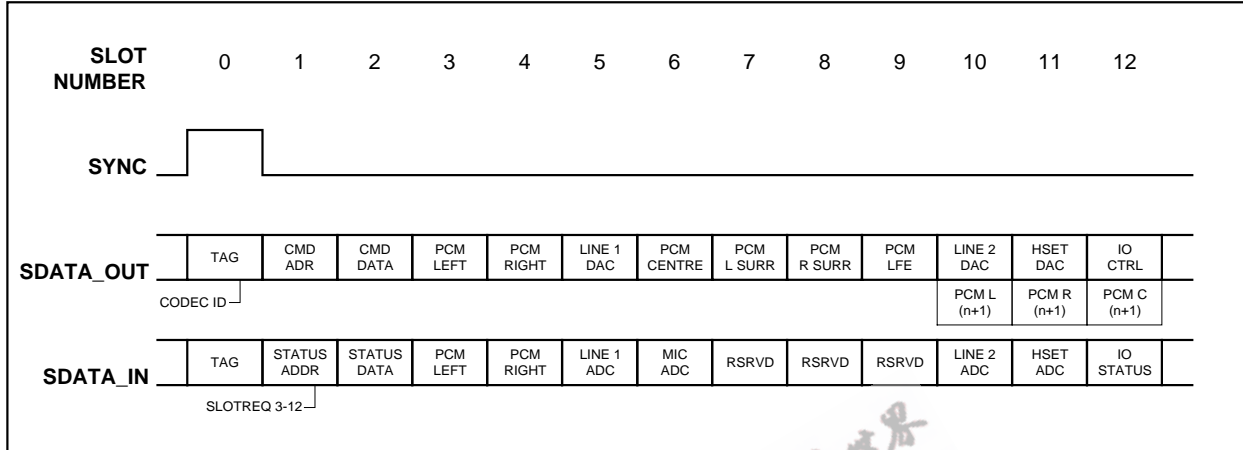 SLOT
NUMBER
0 1 2 3 4 5 6 7 8 9 10 11 12
SYNC
SDATA_OUT
TAG
CMD
ADR
CMD
DATA
PCM
LEFT
PCM
RIGHT
LINE 1
DAC
PCM
CENTRE
PCM
L SURR
PCM
R SURR
PCM
LFE
LINE 2
DAC
HSET
DAC
IO
CTRL
CODEC ID
PCM L
(n+1)
PCM R
(n+1)
PCM C
(n+1)
SDATA_IN
TAG
STATUS
ADDR
STATUS
DATA
PCM
LEFT
PCM
RIGHT
LINE 1
ADC
MIC
ADC
RSRVD
RSRVD
RSRVD
LINE 2
ADC
HSET
ADC
IO
STATUS
SLOTREQ 3-12